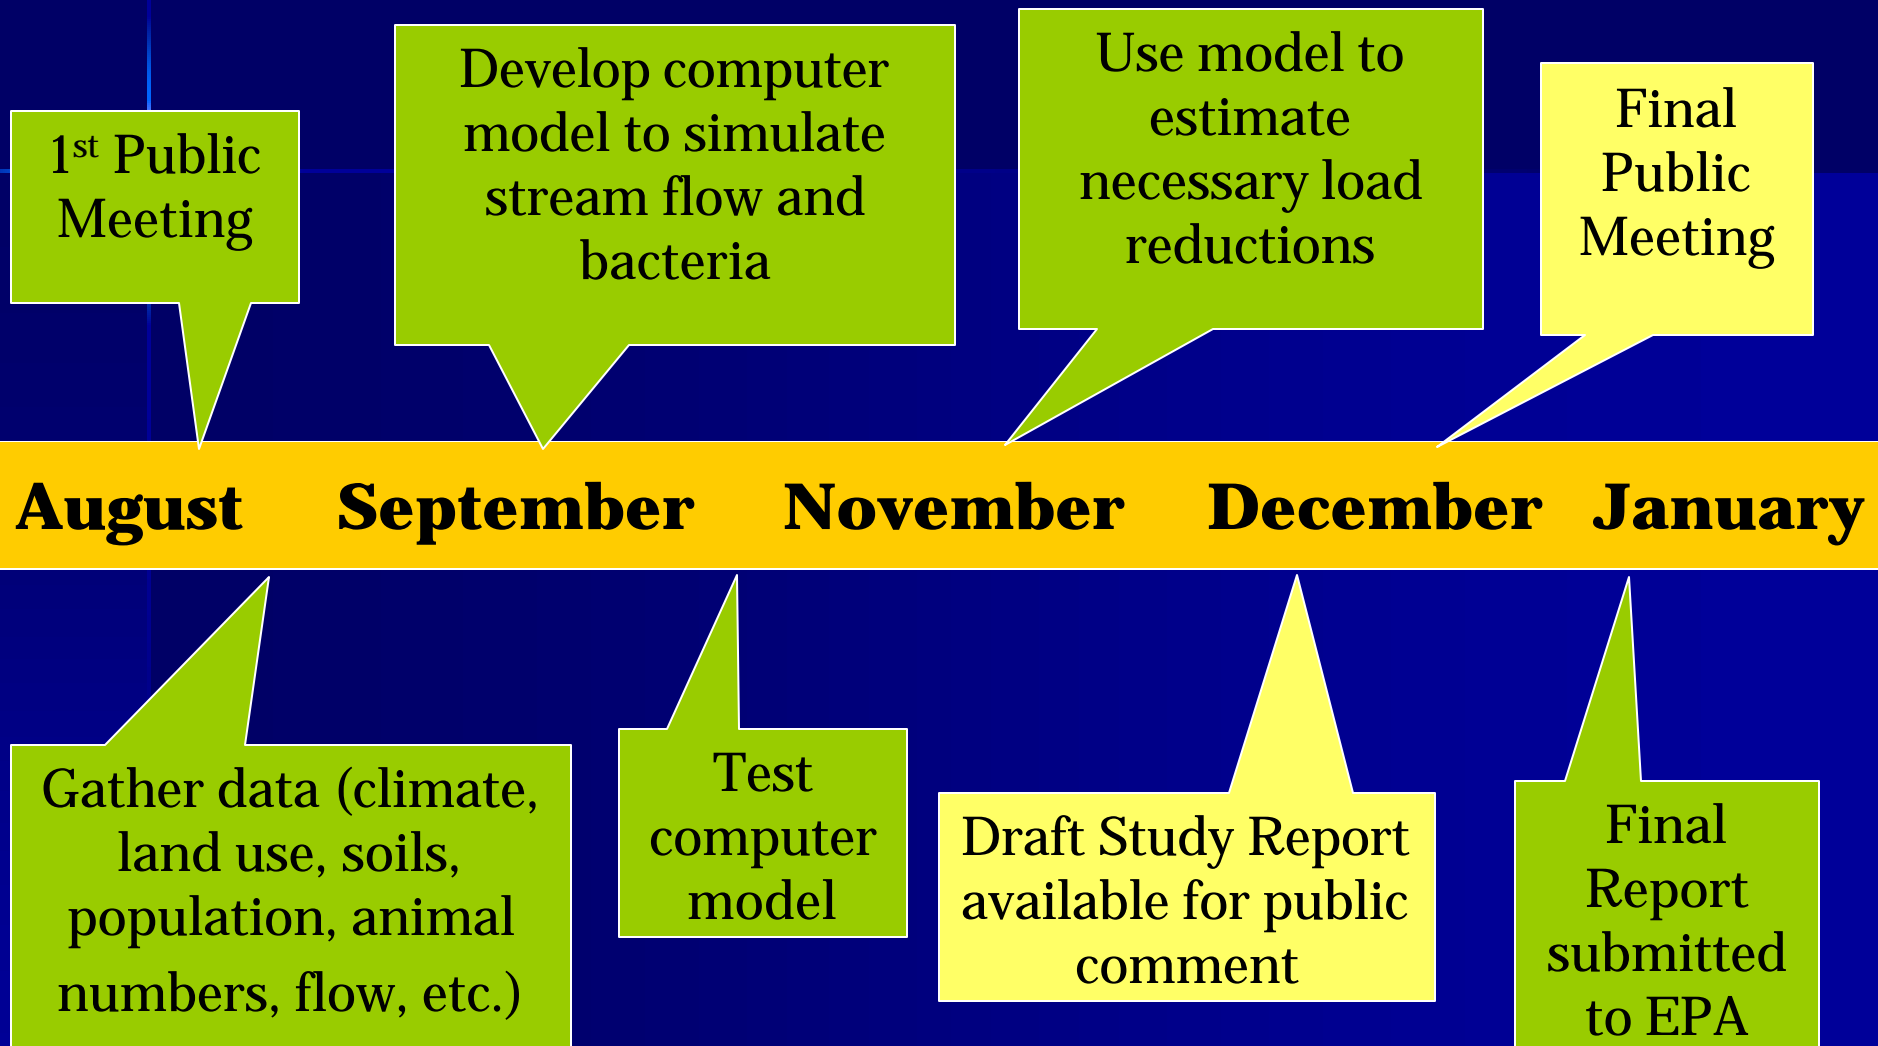 1st Public
Meeting
Develop computer
model to simulate
stream flow and
bacteria
Use model to
estimate
necessary load
reductions
Final
Public
Meeting
August September November December January
Gather data (climate,
land use, soils,
population, animal
numbers, flow, etc.)
Test
computer
model
Draft Study Report
available for public
comment
Final
Report
submitted
to EPA